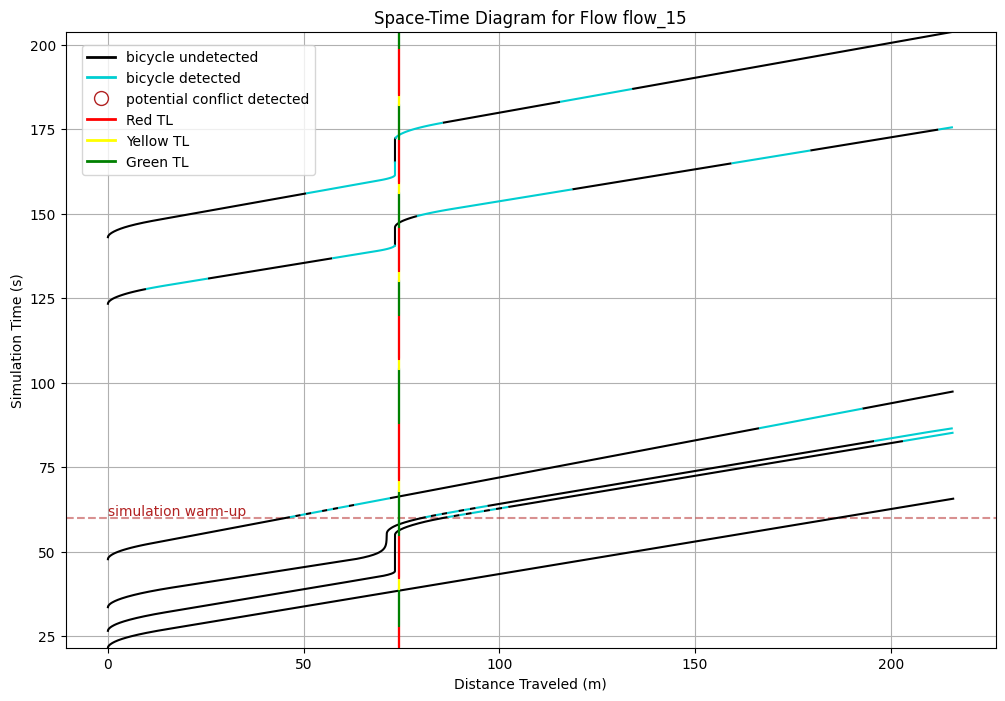 Space-Time Diagram for Flow flow_15
bicycle undetected
bicycle detected
potential conflict detected
Red TL
Yellow TL
Green TL
simulation warm-up
200
175
150
125
100
75
50
25
Simulation Time (s)
0 50 100 150 200
Distance Traveled (m)